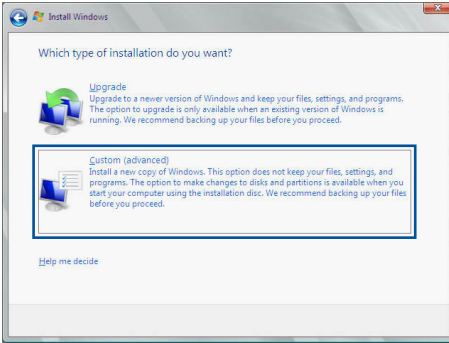 Install Windows
Which type of installation do you want?
Upgrade
Upgrade to a newer version of Windows and keep your files, settings, and programs.
The option to upgrade is only available when an existing version of Windows is
running. We recommend backing up your files before you proceed.
Custom (advanced)
Install a new copy of Windows. This option does not keep your files, settings, and
programs. The option to make changes to disks and partitions is available when you
start your computer using the installation disc. We recommend backing up your files
before you proceed.
Help me decide